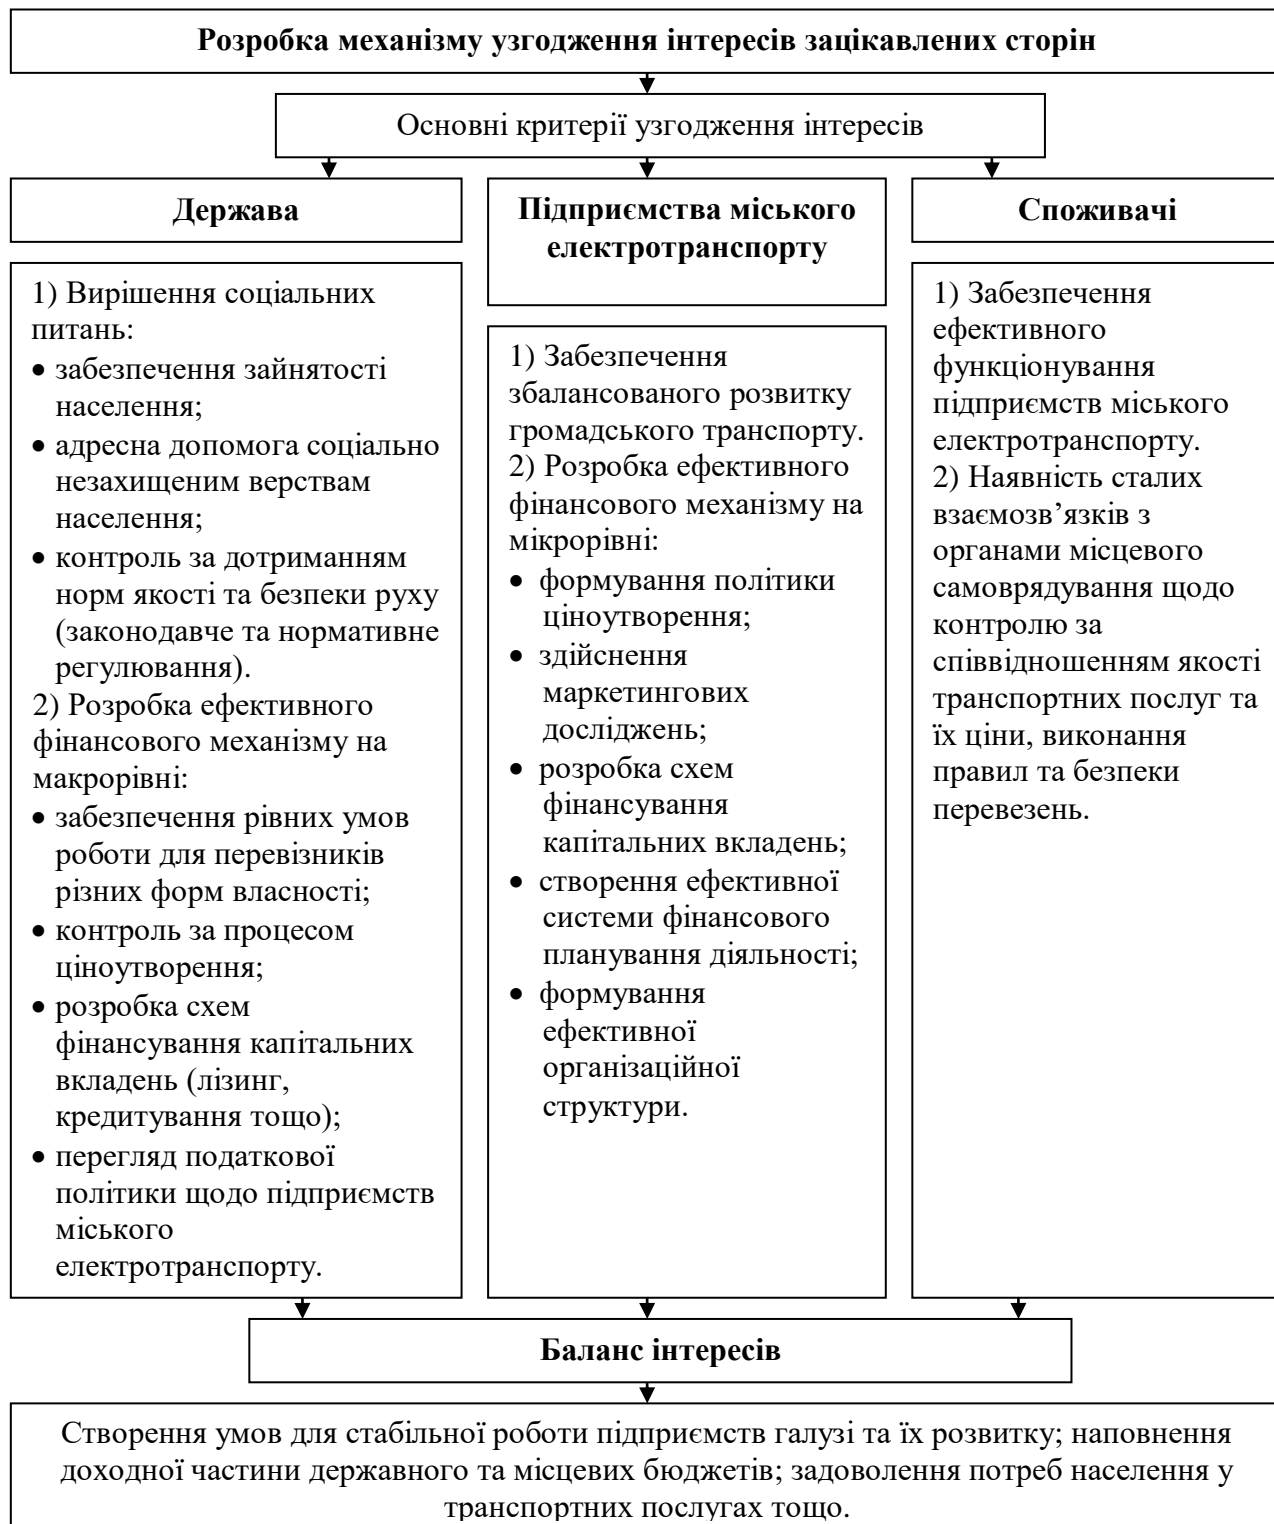 Розробка механізму узгодження інтересів зацікавлених сторін
Основні критерії узгодження інтересів
Держава
1) Вирішення соціальних
питань:
• забезпечення зайнятості
населення;
• адресна допомога соціально
незахищеним верствам
населення;
• контроль за дотриманням
норм якості та безпеки руху
(законодавче та нормативне
регулювання).
2) Розробка ефективного
фінансового механізму на
макрорівні:
• забезпечення рівних умов
роботи для перевізників
різних форм власності;
• контроль за процесом
ціноутворення;
• розробка схем
фінансування капітальних
вкладень (лізинг,
кредитування тощо);
• перегляд податкової
політики щодо підприємств
міського
електротранспорту.
Підприємства міського
електротранспорту
1) Забезпечення
збалансованого розвитку
громадського транспорту.
2) Розробка ефективного
фінансового механізму на
мікрорівні:
• формування політики
ціноутворення;
• здійснення
маркетингових
досліджень;
• розробка схем
фінансування
капітальних вкладень;
• створення ефективної
системи фінансового
планування діяльності;
• формування
ефективної
організаційної
структури.
Споживачі
1) Забезпечення
ефективного
функціонування
підприємств міського
електротранспорту.
2) Наявність сталих
взаємозв’язків з
органами місцевого
самоврядування щодо
контролю за
співвідношенням якості
транспортних послуг та
їх ціни, виконання
правил та безпеки
перевезень.
Баланс інтересів
Створення умов для стабільної роботи підприємств галузі та їх розвитку; наповнення
доходної частини державного та місцевих бюджетів; задоволення потреб населення у
транспортних послугах тощо.